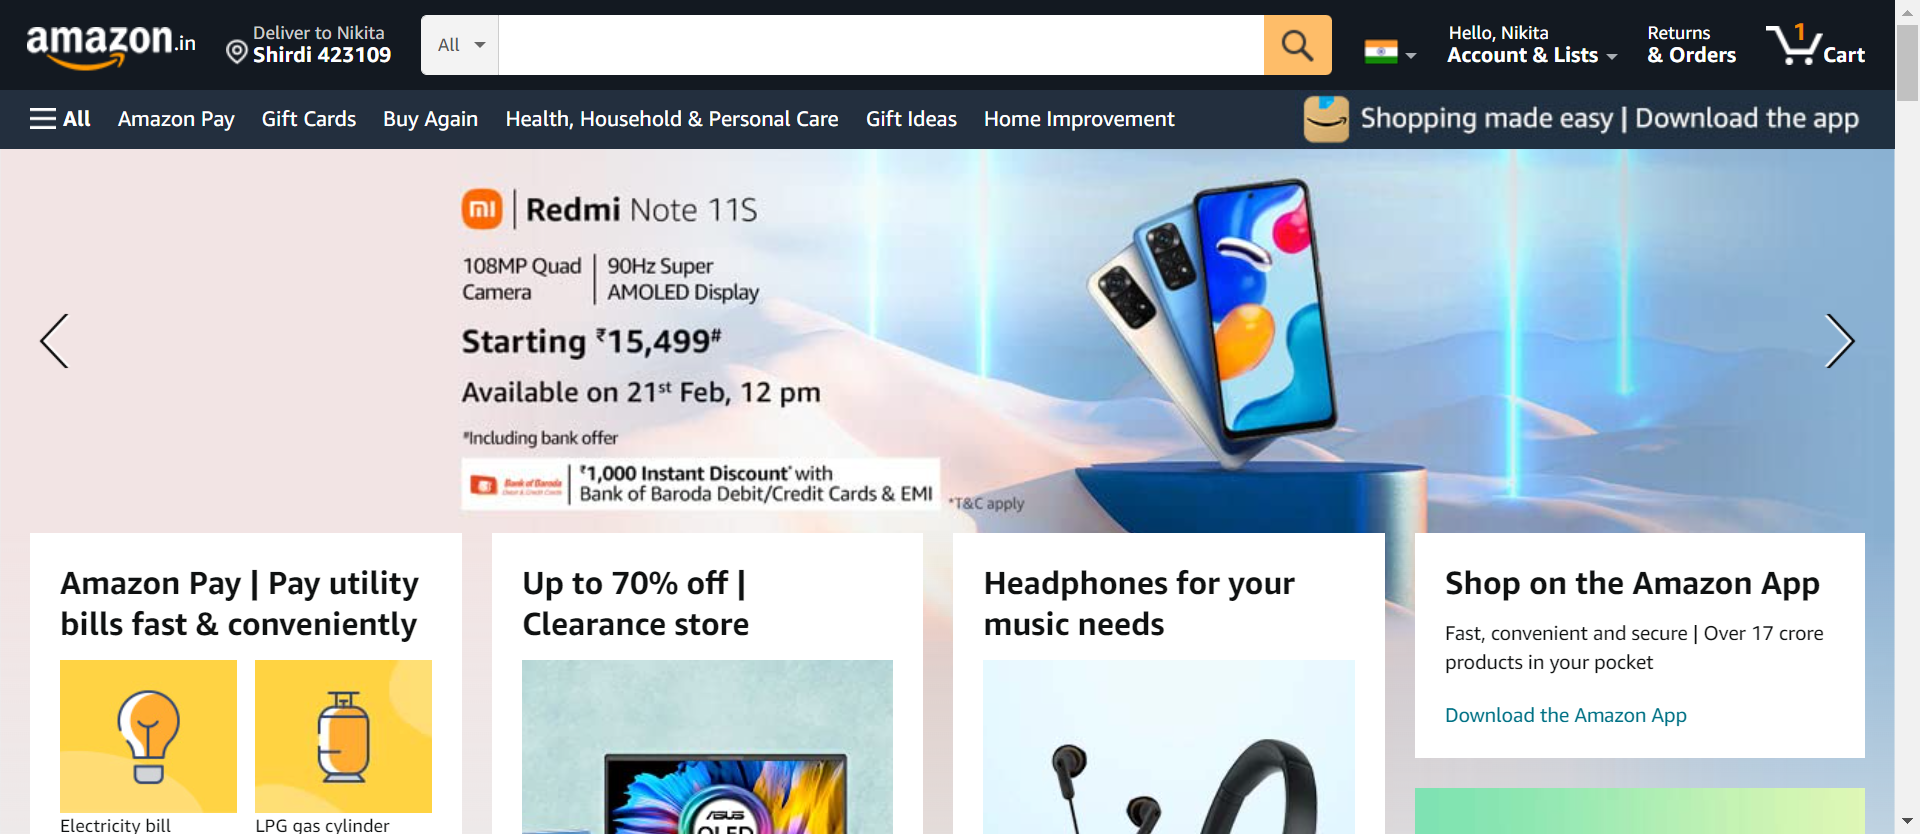 amazon.in
Deliver to Nikita
Shirdi 423109
All
Hello, Nikita
Account & Lists
Returns
& Orders
1
Cart
All
Amazon Pay
Gift Cards
Buy Again
Health, Household & Personal Care
Gift Ideas
Home Improvement
Shopping made easy | Download the app
mi | Redmi Note 11S
108MP Quad
Camera
90Hz Super
AMOLED Display
Starting ₹15,499#
Available on 21st Feb, 12 pm
#Including bank offer
Bank of Baroda
₹1,000 Instant Discount* with
Bank of Baroda Debit/Credit Cards & EMI
*T&C apply
Amazon Pay | Pay utility
bills fast & conveniently
Electricity bill
LPG gas cylinder
Up to 70% off |
Clearance store
ASUS
OLED
Headphones for your
music needs
Shop on the Amazon App
Fast, convenient and secure | Over 17 crore
products in your pocket
Download the Amazon App